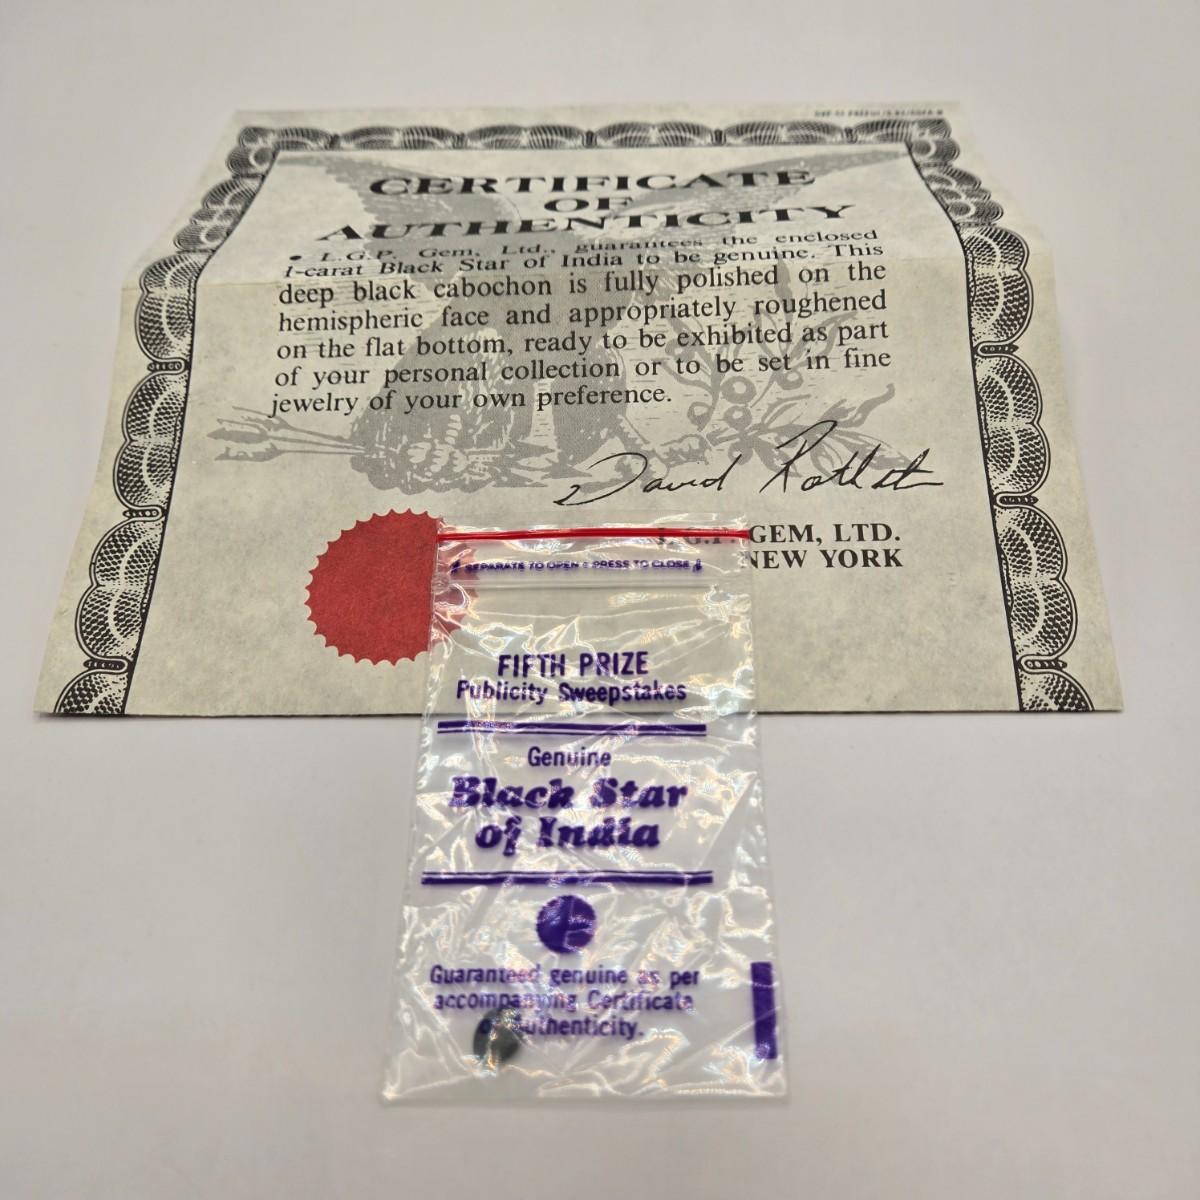 CERTIFICATE
OF
AUTHENTICITY
• L.G.P. Gem, Ltd., guarantees the enclosed
1-carat Black Star of India to be genuine. This
deep black cabochon is fully polished on the
hemispheric face and appropriately roughened
on the flat bottom, ready to be exhibited as part
of your personal collection or to be set in fine
jewelry of your own preference.
David
L.G.P. GEM, LTD.
NEW YORK
SEPARATE TO OPEN PRESS TO CLOSE
FIFTH PRIZE
Publicity Sweepstakes
Genuine
Black Star
of India
Guaranteed genuine as per
accompanying Certificate
of Authenticity.